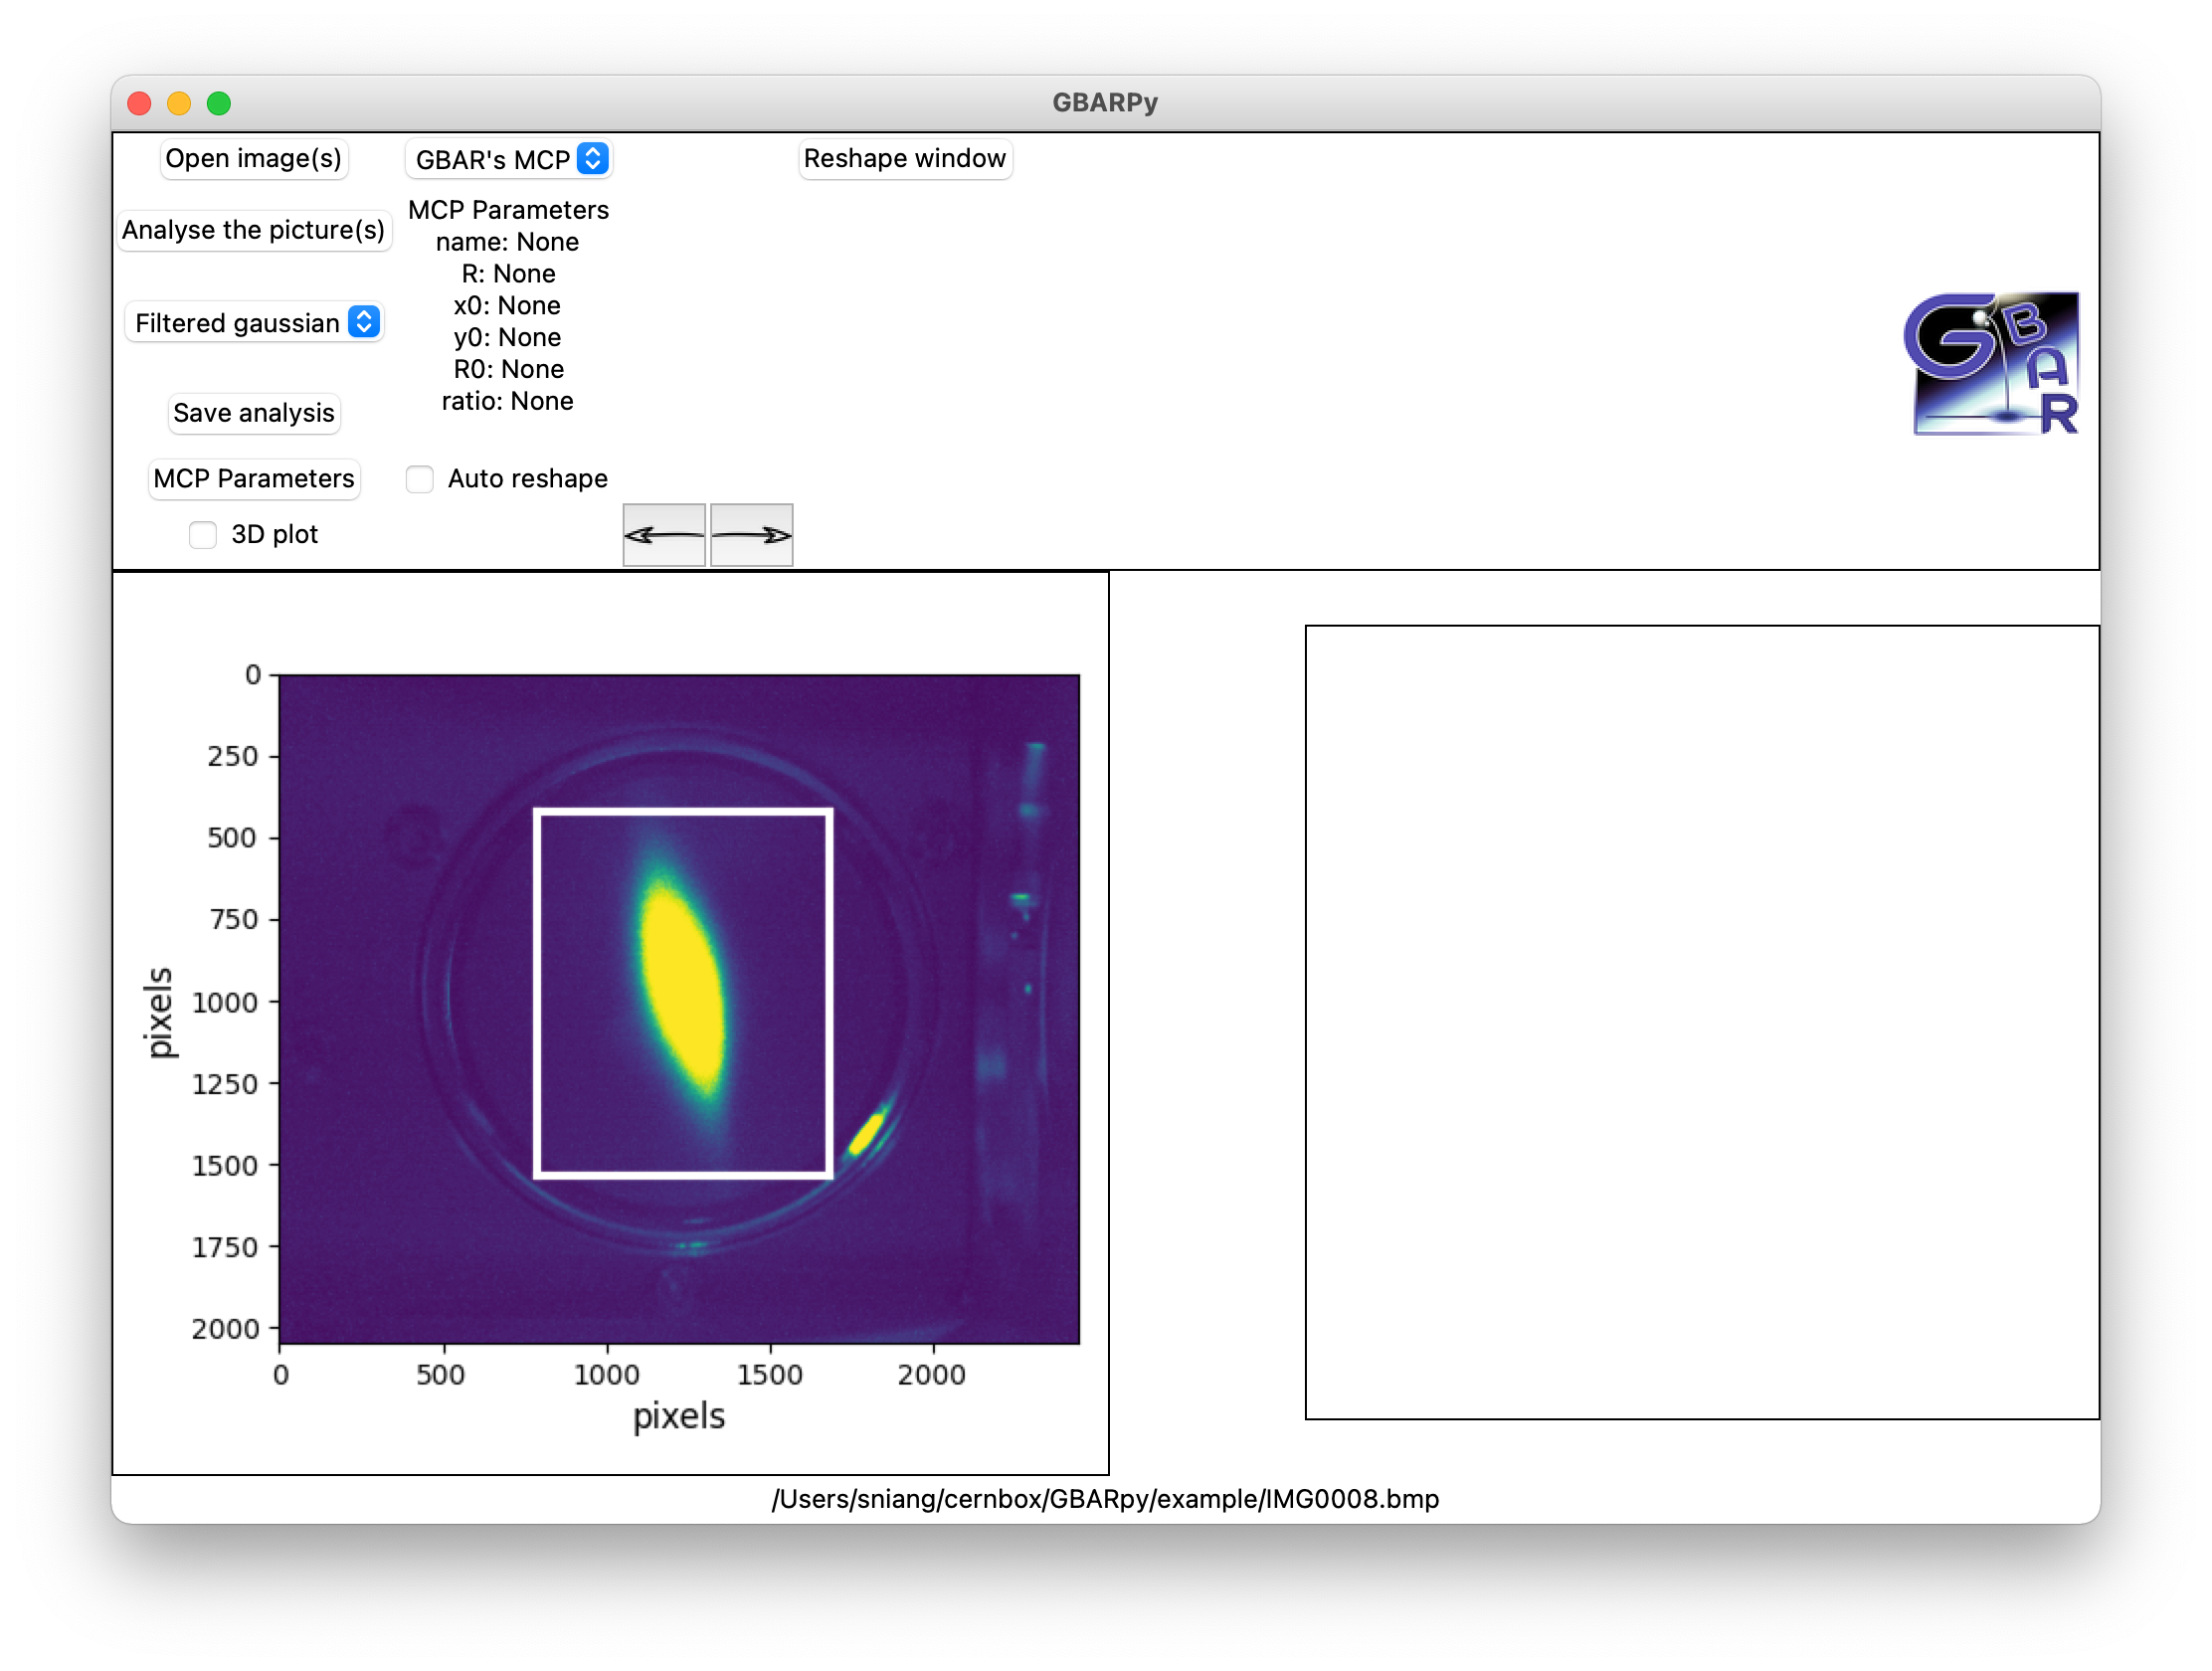 GBARPy
Open image(s)
GBAR's MCP
Reshape window
Analyse the picture(s)
MCP Parameters
name: None
R: None
x0: None
y0: None
R0: None
ratio: None
Filtered gaussian
Save analysis
MCP Parameters
Auto reshape
3D plot
GBAR
0
250
500
750
1000
1250
1500
1750
2000
pixels
0 500 1000 1500 2000
pixels
/Users/sniang/cernbox/GBARpy/example/IMG0008.bmp